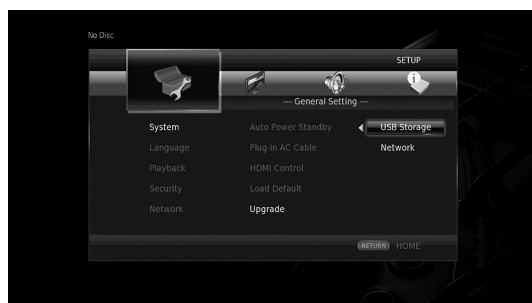 No Disc
SETUP
--- General Setting ---
System Auto Power Standby USB Storage
Language Plug-in AC Cable Network
Playback HDMI Control
Security Load Default
Network Upgrade
RETURN HOME